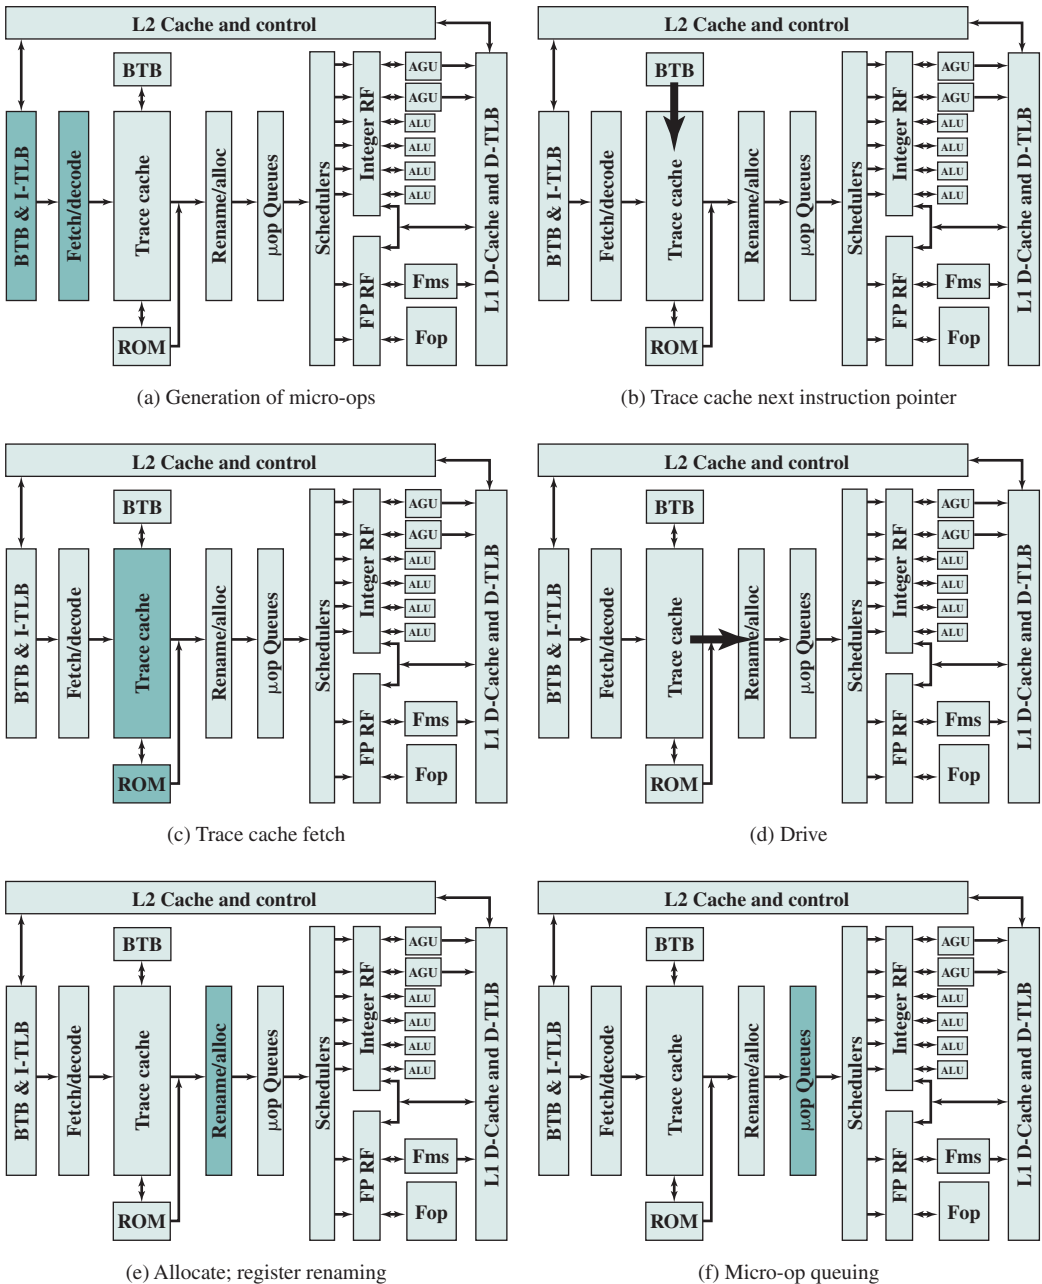 L2 Cache and control
BTB
BTB & I-TLB
Fetch/decode
Trace cache
ROM
Rename/alloc
μop Queues
Schedulers
Integer RF
FP RF
AGU
AGU
ALU
ALU
ALU
ALU
Fms
Fop
L1 D-Cache and D-TLB
(a) Generation of micro-ops
L2 Cache and control
BTB
BTB & I-TLB
Fetch/decode
Trace cache
ROM
Rename/alloc
μop Queues
Schedulers
Integer RF
FP RF
AGU
AGU
ALU
ALU
ALU
ALU
Fms
Fop
L1 D-Cache and D-TLB
(b) Trace cache next instruction pointer
L2 Cache and control
BTB
BTB & I-TLB
Fetch/decode
Trace cache
ROM
Rename/alloc
μop Queues
Schedulers
Integer RF
FP RF
AGU
AGU
ALU
ALU
ALU
ALU
Fms
Fop
L1 D-Cache and D-TLB
(c) Trace cache fetch
L2 Cache and control
BTB
BTB & I-TLB
Fetch/decode
Trace cache
ROM
Rename/alloc
μop Queues
Schedulers
Integer RF
FP RF
AGU
AGU
ALU
ALU
ALU
ALU
Fms
Fop
L1 D-Cache and D-TLB
(d) Drive
L2 Cache and control
BTB
BTB & I-TLB
Fetch/decode
Trace cache
ROM
Rename/alloc
μop Queues
Schedulers
Integer RF
FP RF
AGU
AGU
ALU
ALU
ALU
ALU
Fms
Fop
L1 D-Cache and D-TLB
(e) Allocate; register renaming
L2 Cache and control
BTB
BTB & I-TLB
Fetch/decode
Trace cache
ROM
Rename/alloc
μop Queues
Schedulers
Integer RF
FP RF
AGU
AGU
ALU
ALU
ALU
ALU
Fms
Fop
L1 D-Cache and D-TLB
(f) Micro-op queuing